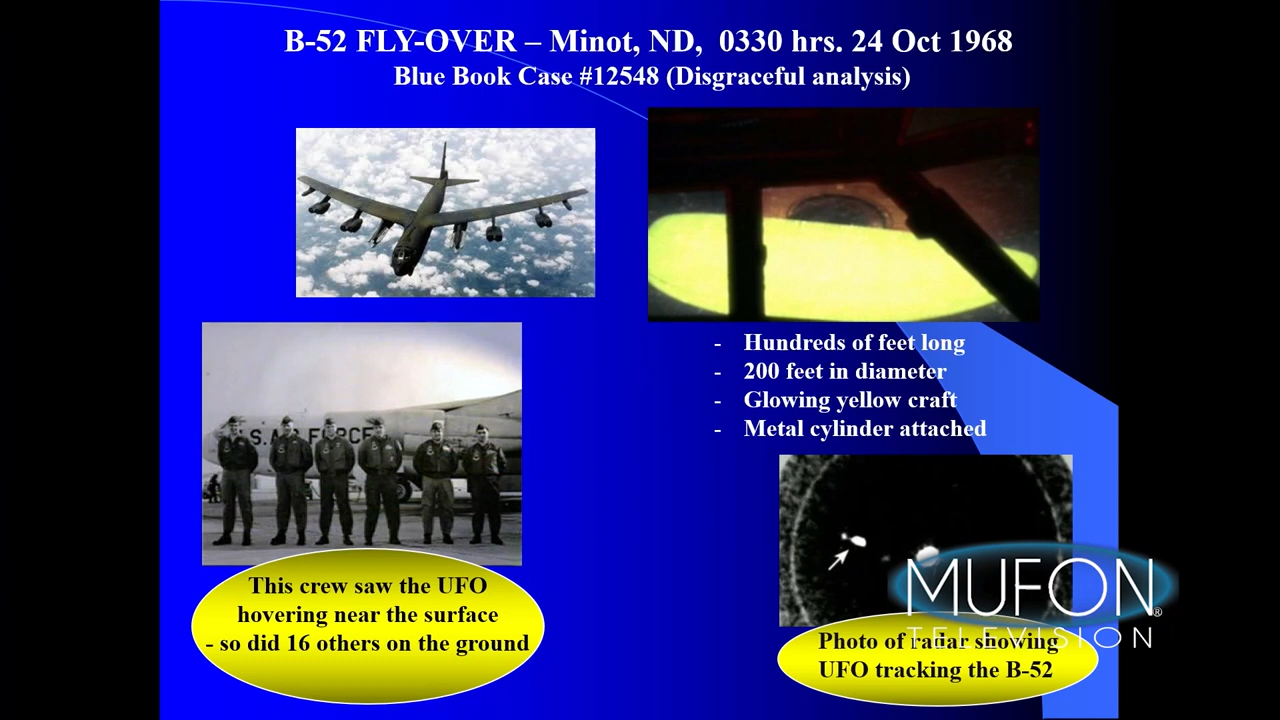 B-52 FLY-OVER – Minot, ND, 0330 hrs. 24 Oct 1968
Blue Book Case #12548 (Disgraceful analysis)
- Hundreds of feet long
- 200 feet in diameter
- Glowing yellow craft
- Metal cylinder attached
U.S. AIR FORCE
This crew saw the UFO
hovering near the surface
- so did 16 others on the ground
MUFON®
TELEVISION
Photo of radar showing
UFO tracking the B-52